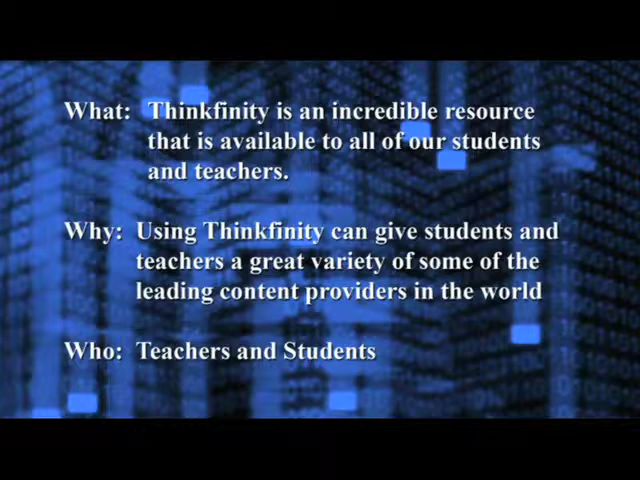 What: Thinkfinity is an incredible resource
that is available to all of our students
and teachers.
Why: Using Thinkfinity can give students and
teachers a great variety of some of the
leading content providers in the world
Who: Teachers and Students